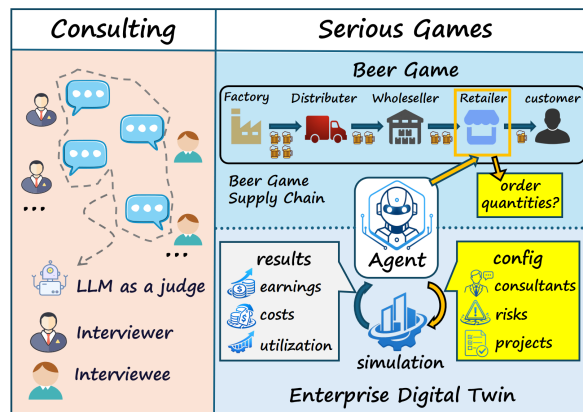 Consulting
Serious Games
Beer Game
Factory
Distributer
Wholeseller
Retailer
customer
Beer Game
Supply Chain
order
quantities?
Agent
results
earnings
costs
utilization
config
consultants
risks
projects
simulation
Enterprise Digital Twin
...
...
...
LLM as a judge
Interviewer
Interviewee